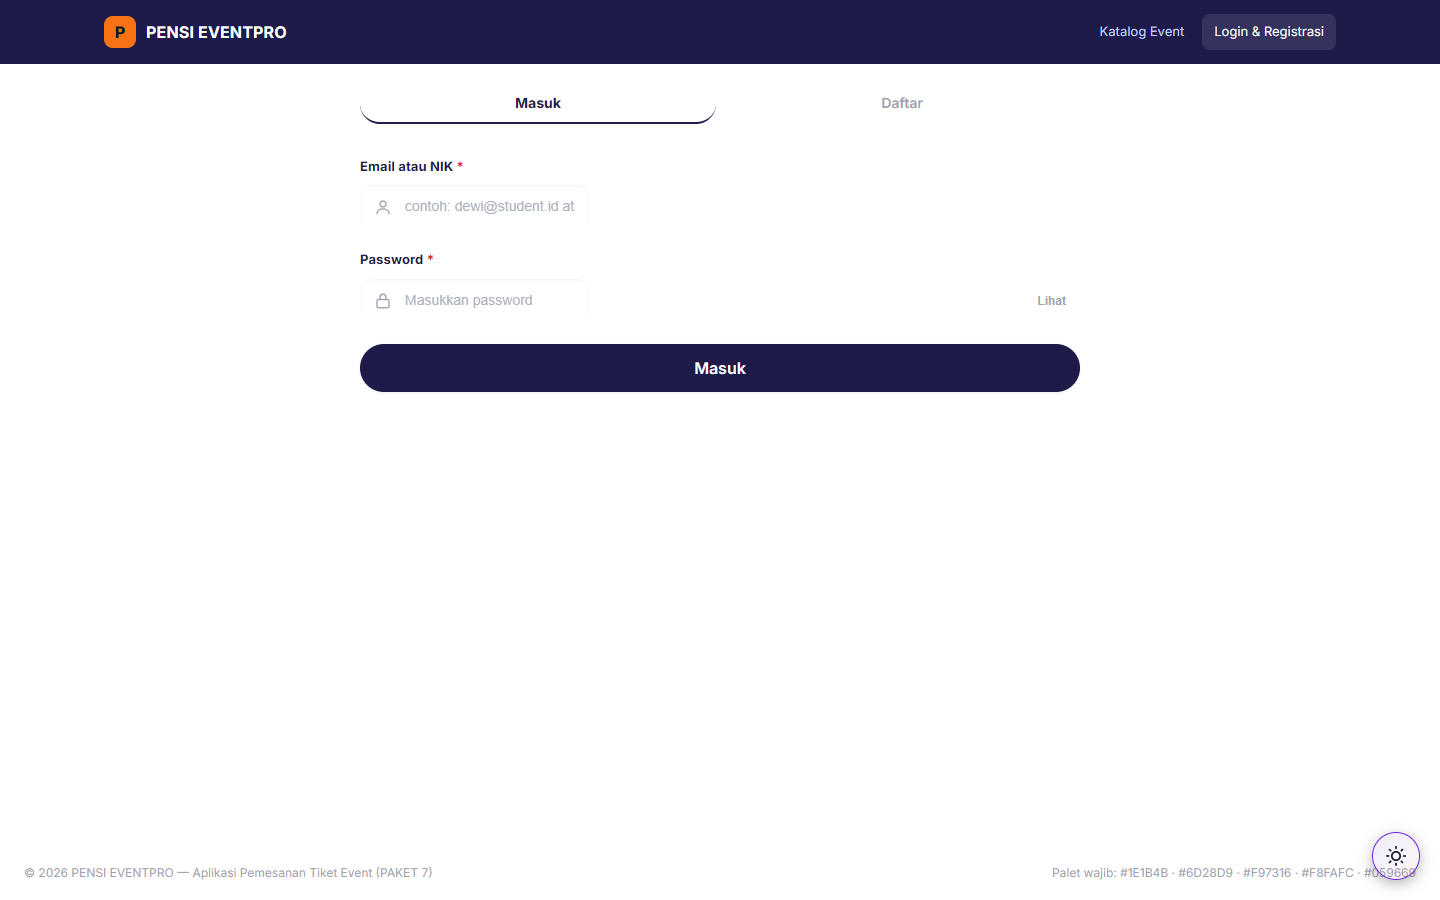 P PENSI EVENTPRO
Katalog Event
Login & Registrasi
Masuk
Daftar
Email atau NIK *
contoh: dewi@student.id at
Password *
Masukkan password
Lihat
Masuk
© 2026 PENSI EVENTPRO — Aplikasi Pemesanan Tiket Event (PAKET 7)
Palet wajib: #1E1B4B · #6D28D9 · #F97316 · #F8FAFC · #059669